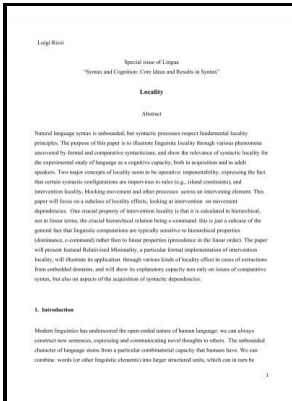 Luigi Rizzi
Special issue of Lingua
“Syntax and Cognition: Core Ideas and Results in Syntax”
Locality
Abstract
Natural language syntax is unbounded, but syntactic processes respect fundamental locality
principles. The purpose of this paper is to illustrate linguistic locality through various phenomena
uncovered by formal and comparative syntacticians, and show the relevance of syntactic locality for
the experimental study of language as a cognitive capacity, both in acquisition and in adult
speakers. Two major concepts of locality seem to be operative: impenetrability, expressing the fact
that certain syntactic configurations are impervious to rules (e.g., island constraints), and
intervention locality, blocking movement and other processes across an intervening element. This
paper will focus on a subclass of locality effects, looking at intervention on movement
dependencies. One crucial property of intervention locality is that it is calculated in hierarchical,
not in linear terms, the crucial hierarchical relation being c-command: this is just a subcase of the
general fact that linguistic computations are typically sensitive to hierarchical properties
(dominance, c-command) rather then to linear properties (precedence in the linear order). The paper
will present featural Relativized Minimality, a particular formal implementation of intervention
locality, will illustrate its application through various kinds of locality effect in cases of extractions
from embedded domains, and will show its explanatory capacity non only on issues of comparative
syntax, but also on aspects of the acquisition of syntactic dependencies.
1. Introduction
Modern linguistics has underscored the open-ended nature of human language: we can always
construct new sentences, expressing and communicating novel thoughts to others. The unbounded
character of language stems from a particular combinatorial capacity that humans have. We can
combine words (or other linguistic elements) into larger structured units, which can in turn be
1